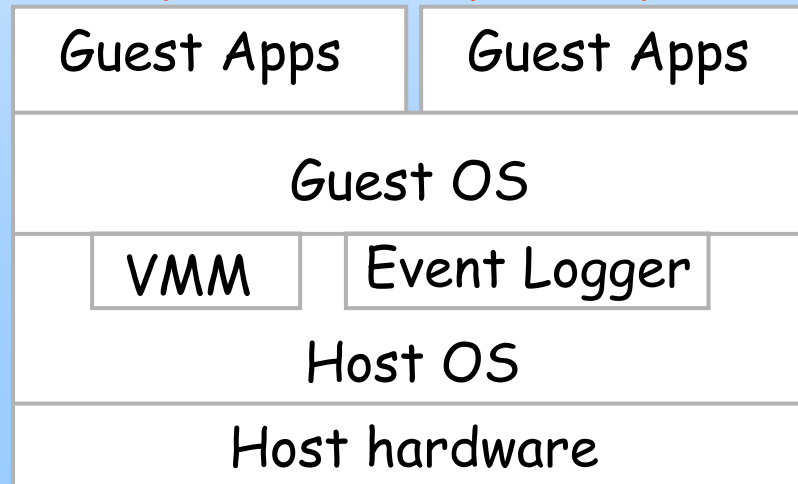 Guest Apps Guest Apps
Guest OS
VMM Event Logger
Host OS
Host hardware